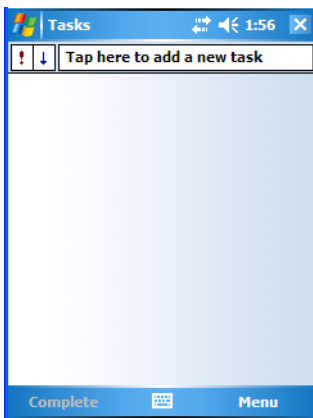 Tasks 1:56
! ↓ Tap here to add a new task
Complete Menu